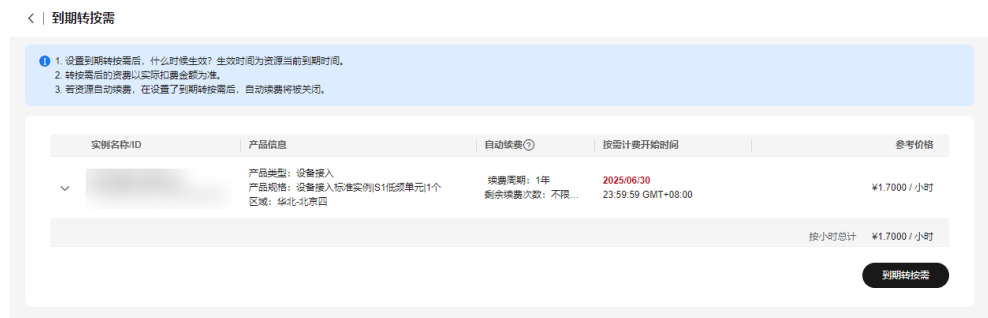 到期转按需
1. 设置到期转按需后，什么时候生效？生效时间为资源当前到期时间。
2. 转按需后的资费以实际扣费金额为准。
3. 若资源自动续费，在设置了到期转按需后，自动续费将被关闭。
实例名称/ID 产品信息 自动续费 按需计费开始时间 参考价格
产品类型：设备接入
产品规格：设备接入标准实例|S1低频单元|1个
区域：华北-北京四
续费周期：1年
剩余续费次数：不限...
2025/06/30
23:59:59 GMT+08:00
¥1.7000 / 小时
按小时总计 ¥1.7000 / 小时
到期转按需